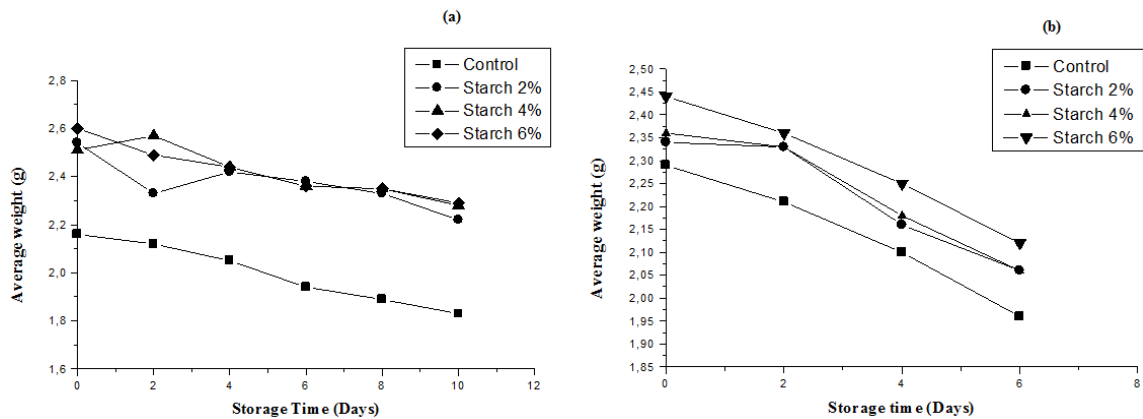 (a)
Control
Starch 2%
Starch 4%
Starch 6%
2,8
2,6
2,4
2,2
2,0
1,8
1,6
Average weight (g)
0 2 4 6 8 10 12
Storage Time (Days)
(b)
Control
Starch 2%
Starch 4%
Starch 6%
2,50
2,45
2,40
2,35
2,30
2,25
2,20
2,15
2,10
2,05
2,00
1,95
1,90
1,85
Average weight (g)
0 2 4 6 8
Storage time (Days)